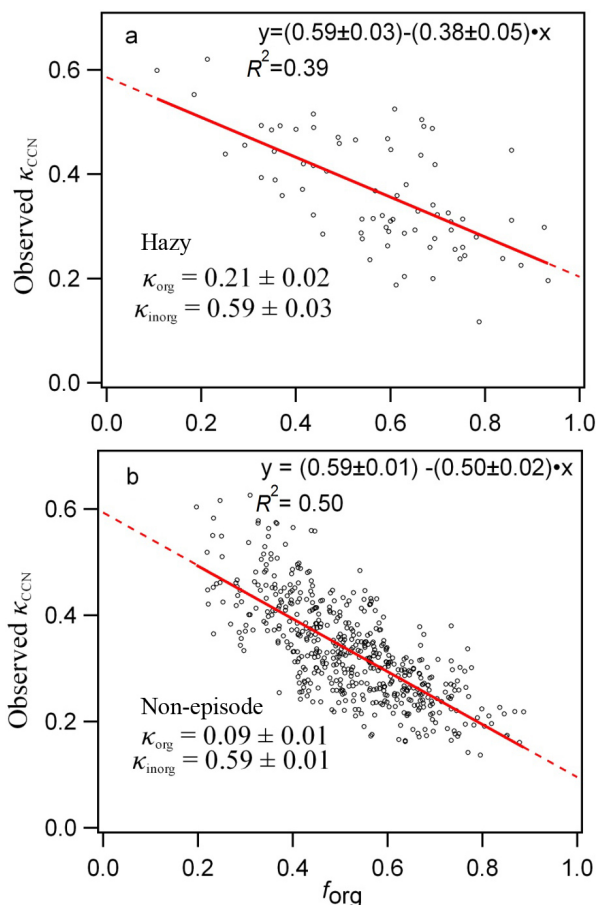 a
y=(0.59±0.03)-(0.38±0.05)•x
R²=0.39
0.6
0.4
0.2
0.0
Observed κCCN
Hazy
κorg = 0.21 ± 0.02
κinorg = 0.59 ± 0.03
0.0 0.2 0.4 0.6 0.8 1.0
b
y = (0.59±0.01) -(0.50±0.02)•x
R²= 0.50
0.6
0.4
0.2
0.0
Observed κCCN
Non-episode
κorg = 0.09 ± 0.01
κinorg = 0.59 ± 0.01
0.0 0.2 0.4 0.6 0.8 1.0
forg